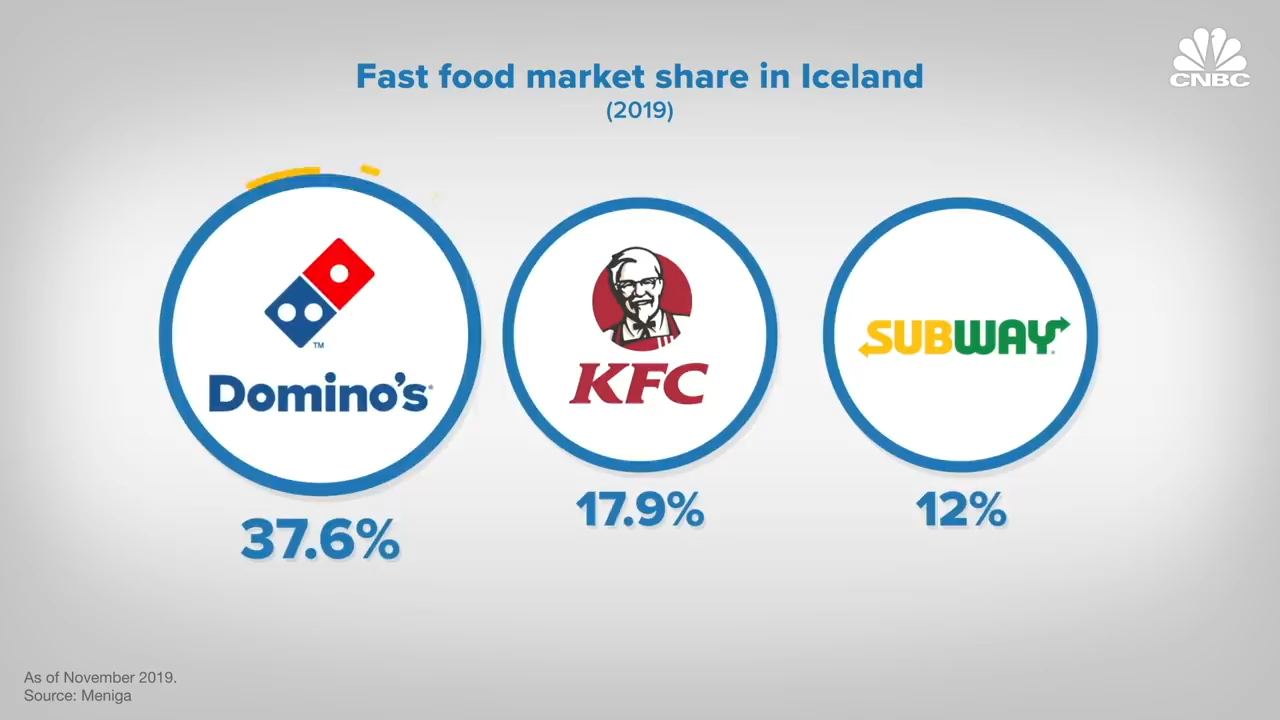 Fast food market share in Iceland
(2019)
CNBC
TM
Domino's®
KFC
SUBWAY®
37.6%
17.9%
12%
As of November 2019.
Source: Meniga